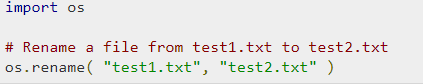 import os
# Rename a file from test1.txt to test2.txt
os.rename( "test1.txt", "test2.txt" )